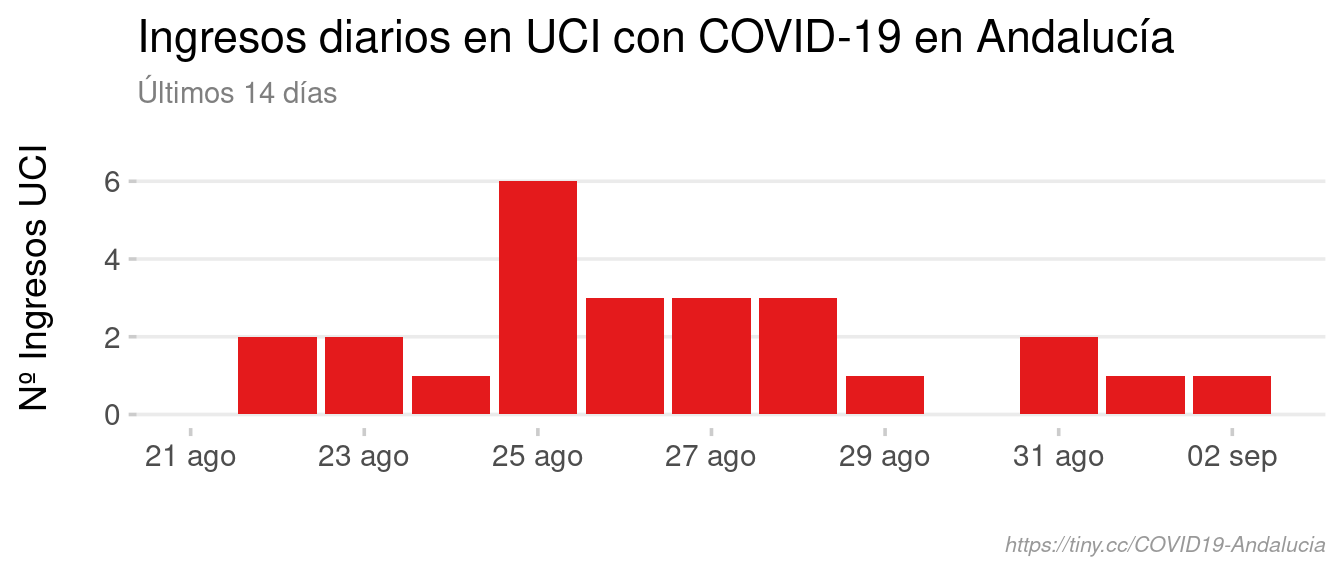 Ingresos diarios en UCI con COVID-19 en Andalucía
Últimos 14 días
Nº Ingresos UCI
6
4
2
0
21 ago 23 ago 25 ago 27 ago 29 ago 31 ago 02 sep
https://tiny.cc/COVID19-Andalucia